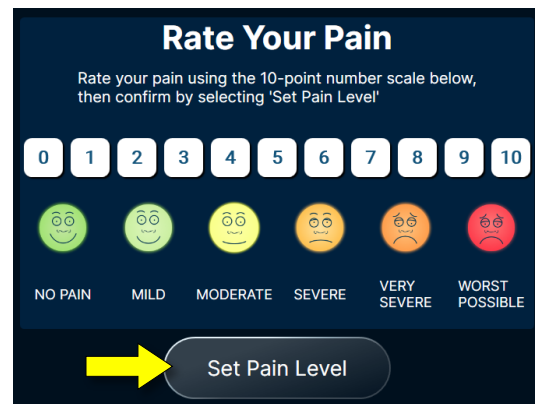 Rate Your Pain
Rate your pain using the 10-point number scale below,
then confirm by selecting 'Set Pain Level'
0 1 2 3 4 5 6 7 8 9 10
NO PAIN MILD MODERATE SEVERE VERY SEVERE WORST POSSIBLE
Set Pain Level